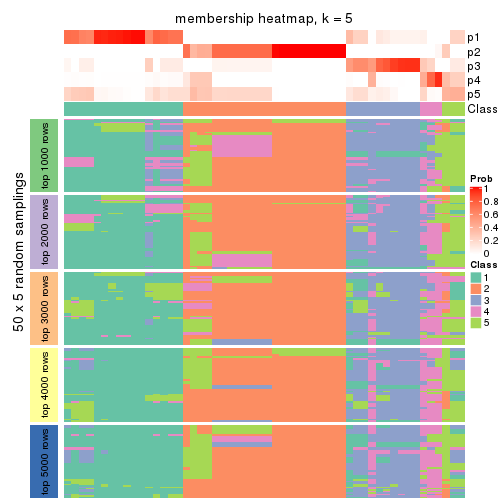 membership heatmap, k = 5
p1
p2
p3
p4
p5
Class
50 x 5 random samplings
top 1000 rows
top 2000 rows
top 3000 rows
top 4000 rows
top 5000 rows
Prob
1
0.8
0.6
0.4
0.2
0
Class
1
2
3
4
5